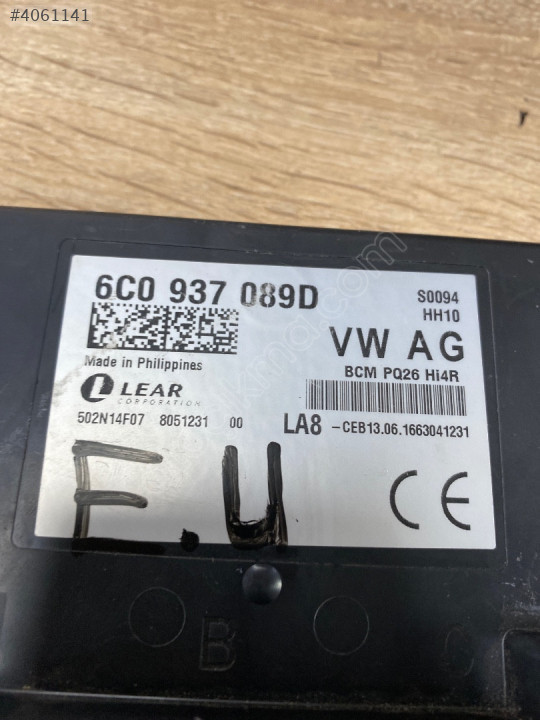 #4061141
6C0 937 089D
S0094
HH10
VW AG
Made in Philippines
BCM PQ26 Hi4R
LEAR
CORPORATION
502N14F07 8051231 00
LA8 -CEB13.06.1663041231
F.U
CE
B
C